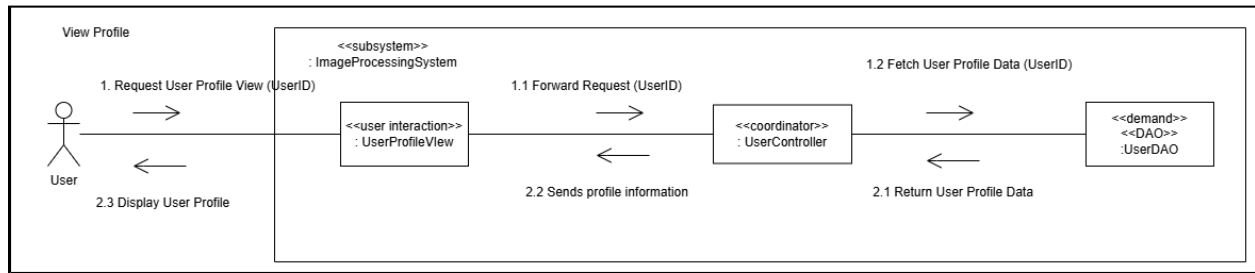 View Profile
<<subsystem>>
: ImageProcessingSystem
1. Request User Profile View (UserID)
1.1 Forward Request (UserID)
1.2 Fetch User Profile Data (UserID)
<<user interaction>>
: UserProfileVIew
<<coordinator>>
: UserController
<<demand>>
<<DAO>>
:UserDAO
User
2.3 Display User Profile
2.2 Sends profile information
2.1 Return User Profile Data